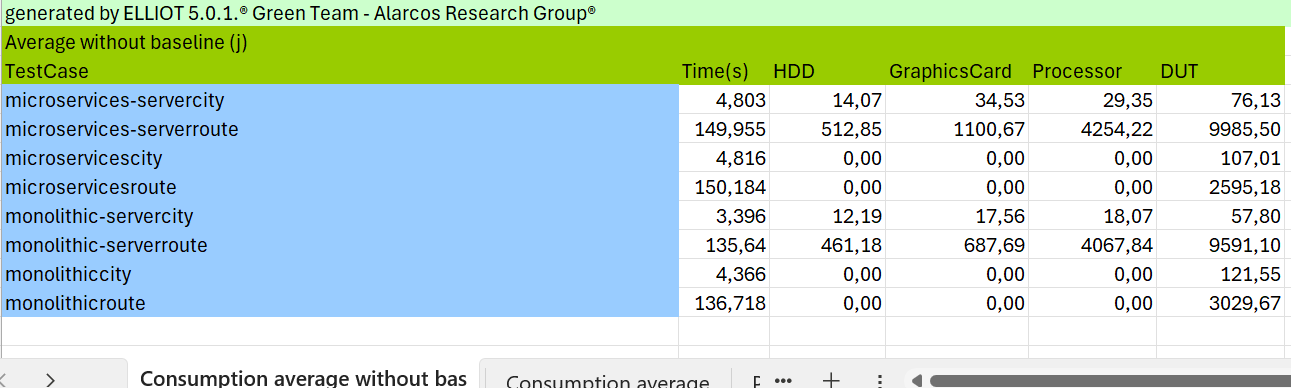 generated by ELLIOT 5.0.1.® Green Team - Alarcos Research Group®
Average without baseline (j)
TestCase Time(s) HDD GraphicsCard Processor DUT
microservices-servercity 4,803 14,07 34,53 29,35 76,13
microservices-serverroute 149,955 512,85 1100,67 4254,22 9985,50
microservicescity 4,816 0,00 0,00 0,00 107,01
microservicesroute 150,184 0,00 0,00 0,00 2595,18
monolithic-servercity 3,396 12,19 17,56 18,07 57,80
monolithic-serverroute 135,64 461,18 687,69 4067,84 9591,10
monolithiccity 4,366 0,00 0,00 0,00 121,55
monolithicroute 136,718 0,00 0,00 0,00 3029,67
Consumption average without bas Consumption average